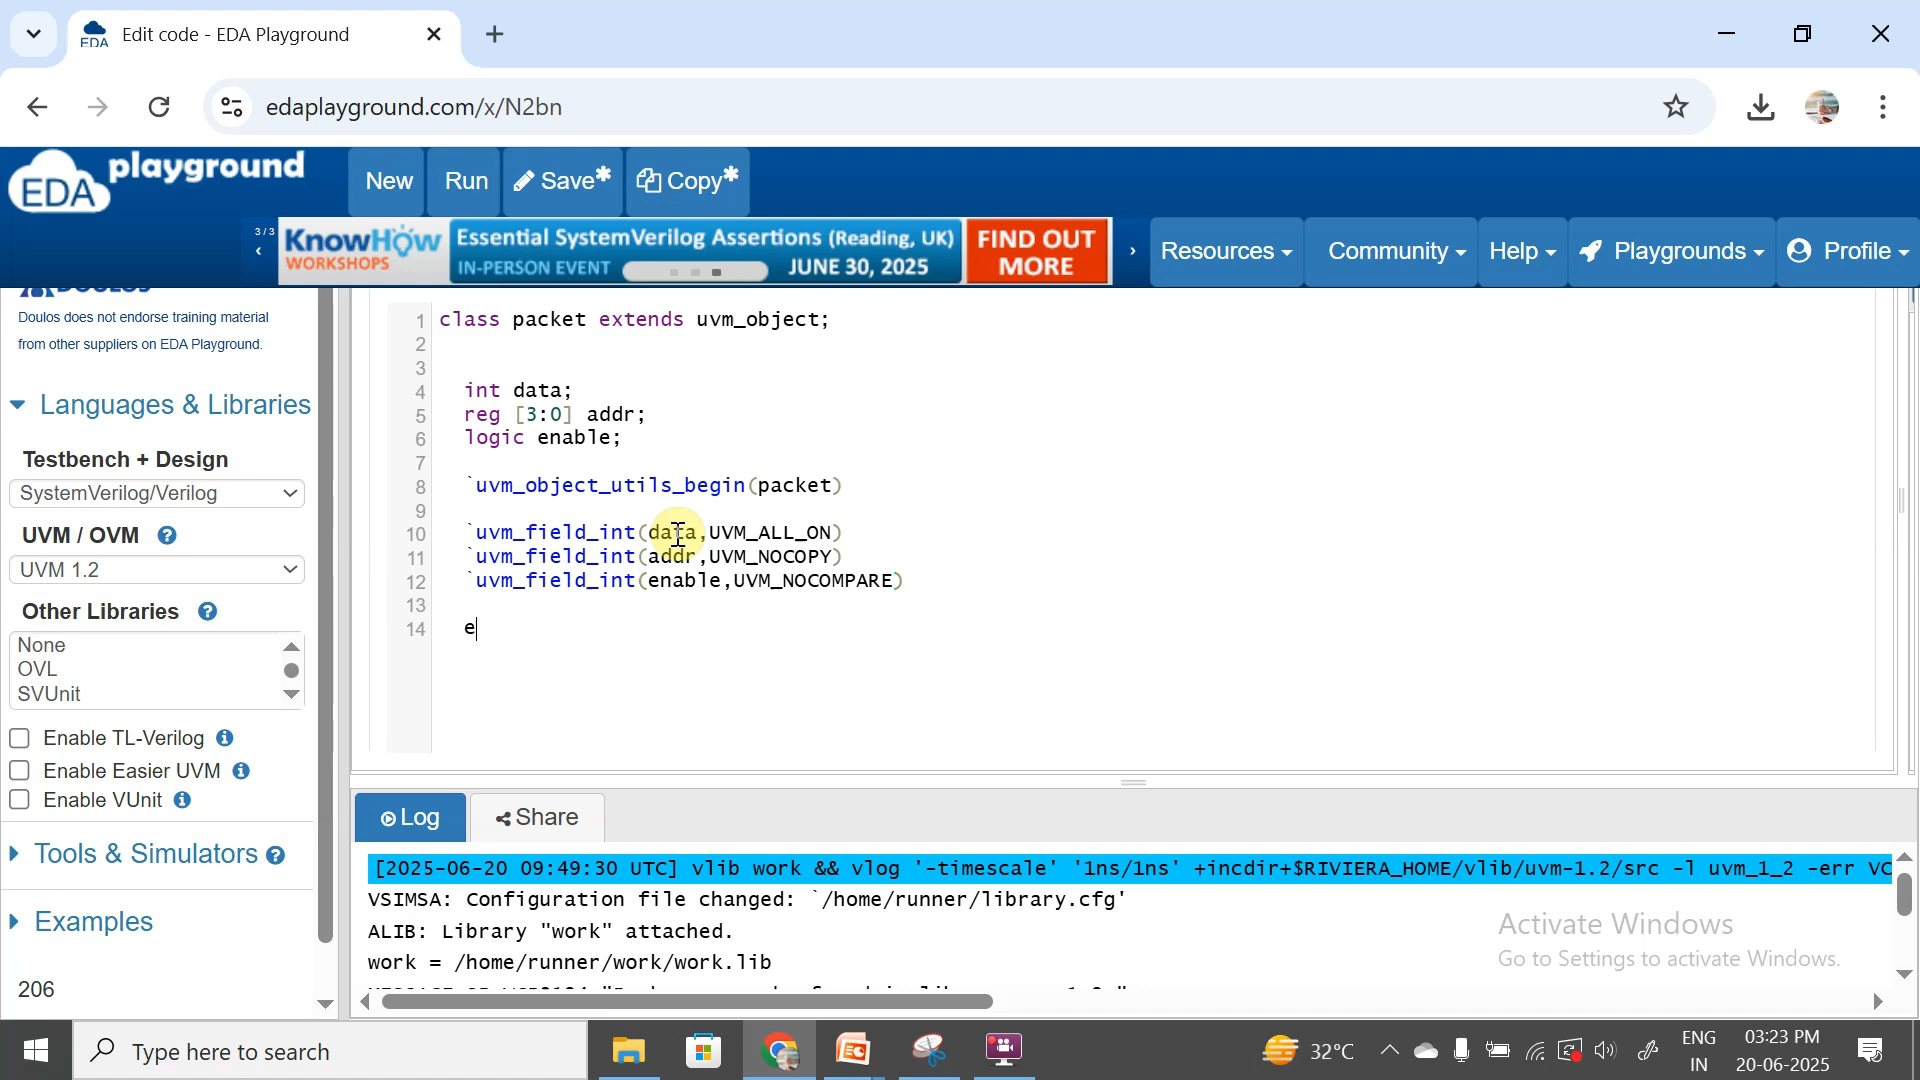 Edit code - EDA Playground
edaplayground.com/x/N2bn
EDA playground
New
Run
Save*
Copy*
3/3
KnowHow
WORKSHOPS
Essential SystemVerilog Assertions (Reading, UK)
IN-PERSON EVENT
JUNE 30, 2025
FIND OUT
MORE
Resources
Community
Help
Playgrounds
Profile
Doulos does not endorse training material
from other suppliers on EDA Playground.
Languages & Libraries
Testbench + Design
SystemVerilog/Verilog
UVM / OVM
UVM 1.2
Other Libraries
None
OVL
SVUnit
Enable TL-Verilog
Enable Easier UVM
Enable VUnit
Tools & Simulators
Examples
206
1 class packet extends uvm_object;
2
3
4 int data;
5 reg [3:0] addr;
6 logic enable;
7
8 `uvm_object_utils_begin(packet)
9
10 `uvm_field_int(data,UVM_ALL_ON)
11 `uvm_field_int(addr,UVM_NOCOPY)
12 `uvm_field_int(enable,UVM_NOCOMPARE)
13
14 e
Log
Share
[2025-06-20 09:49:30 UTC] vlib work && vlog '-timescale' '1ns/1ns' +incdir+$RIVIERA_HOME/vlib/uvm-1.2/src -l uvm_1_2 -err VC
VSIMSA: Configuration file changed: `/home/runner/library.cfg'
ALIB: Library "work" attached.
work = /home/runner/work/work.lib
Activate Windows
Go to Settings to activate Windows.
Type here to search
32°C
ENG
IN
03:23 PM
20-06-2025